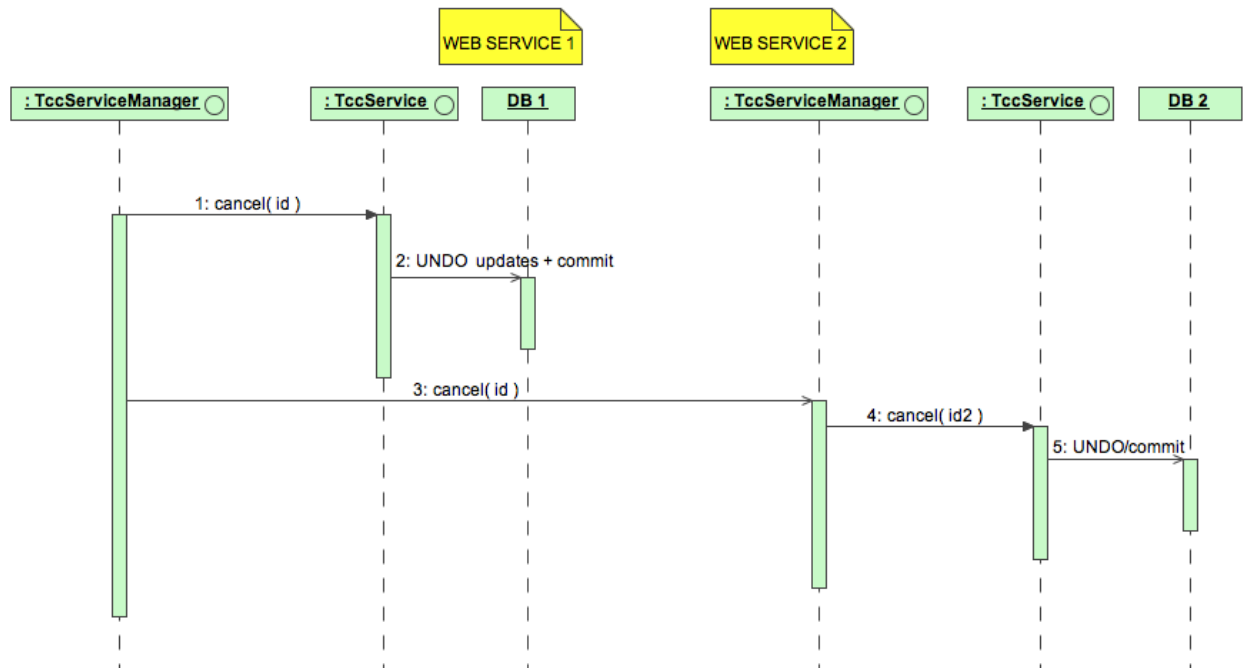 WEB SERVICE 1
WEB SERVICE 2
: TccServiceManager
: TccService
DB 1
: TccServiceManager
: TccService
DB 2
1: cancel( id )
2: UNDO updates + commit
3: cancel( id )
4: cancel( id2 )
5: UNDO/commit